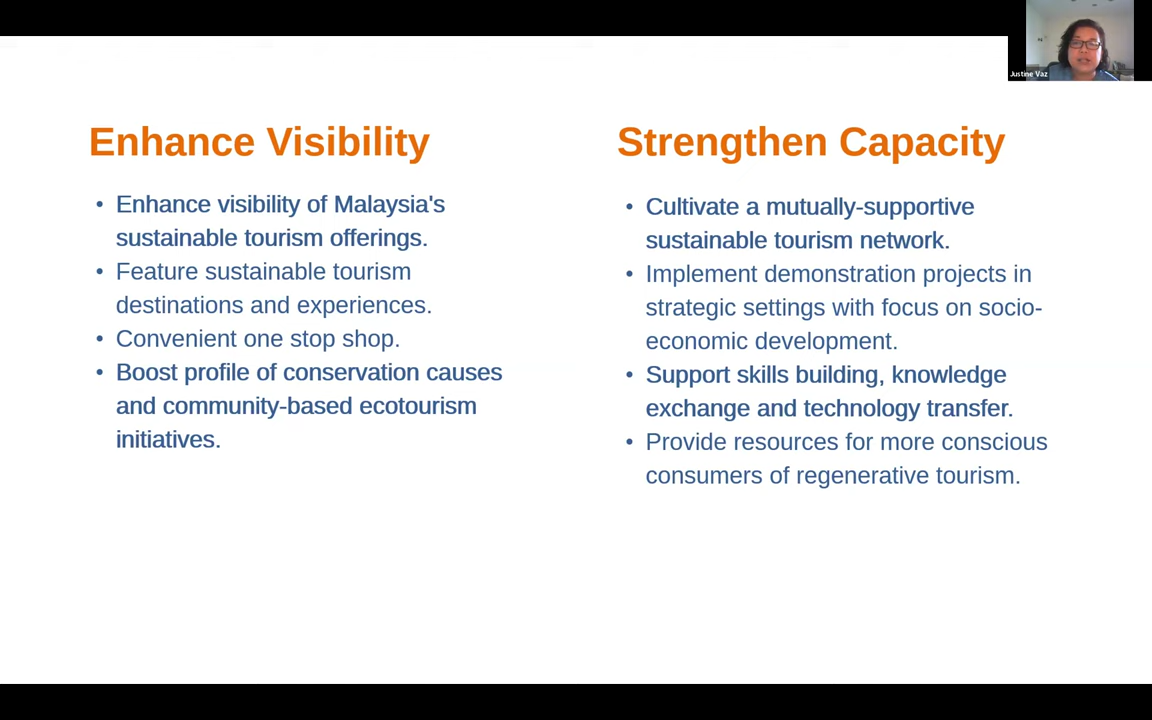 Justine Vaz
Enhance Visibility
• Enhance visibility of Malaysia's
sustainable tourism offerings.
• Feature sustainable tourism
destinations and experiences.
• Convenient one stop shop.
• Boost profile of conservation causes
and community-based ecotourism
initiatives.
Strengthen Capacity
• Cultivate a mutually-supportive
sustainable tourism network.
• Implement demonstration projects in
strategic settings with focus on socio-
economic development.
• Support skills building, knowledge
exchange and technology transfer.
• Provide resources for more conscious
consumers of regenerative tourism.